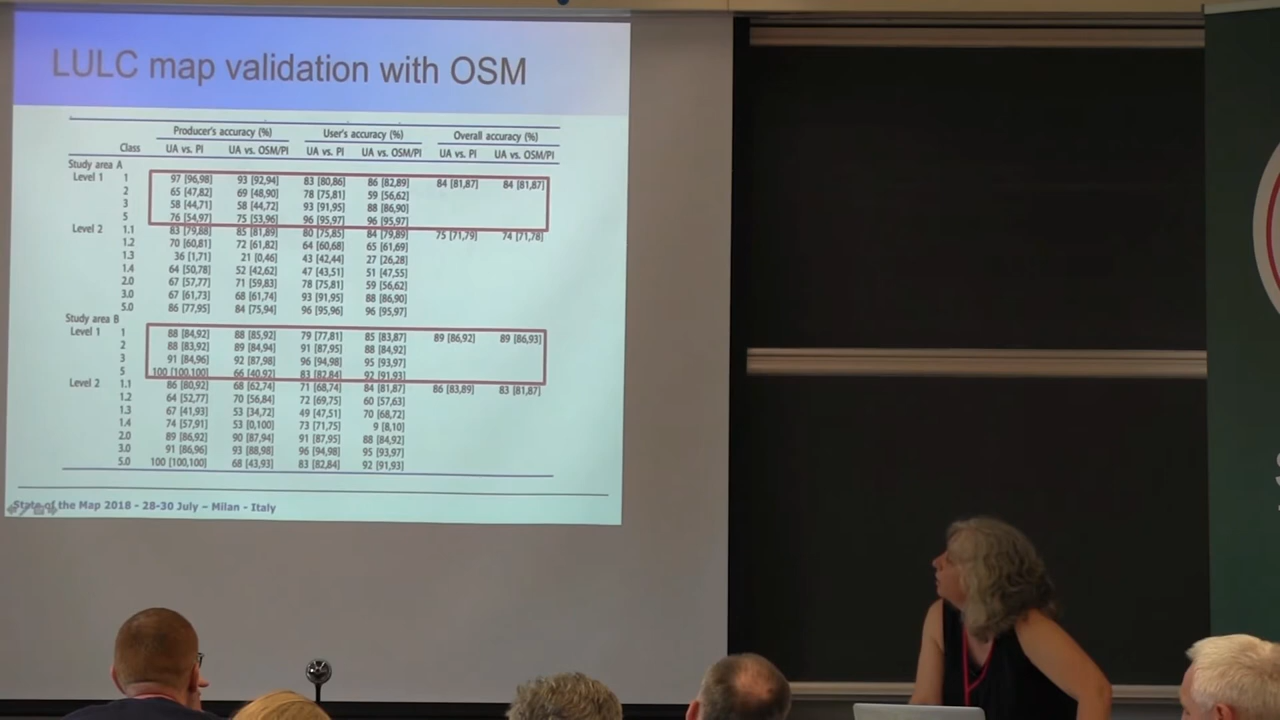 LULC map validation with OSM
Producer's accuracy (%) User's accuracy (%) Overall accuracy (%)
Class UA vs. PI UA vs. OSM/PI UA vs. PI UA vs. OSM/PI UA vs. PI UA vs. OSM/PI
Study area A
Level 1 1 97 [96,98] 93 [92,94] 83 [80,86] 86 [82,89] 84 [81,87] 84 [81,87]
2 65 [47,82] 69 [48,90] 78 [75,81] 59 [56,62]
3 58 [44,71] 58 [44,72] 93 [91,95] 88 [86,90]
5 76 [54,97] 75 [53,96] 96 [95,97] 96 [95,97]
Level 2 1.1 83 [79,88] 85 [81,89] 80 [75,85] 84 [79,89] 75 [71,79] 74 [71,78]
1.2 70 [60,81] 72 [61,82] 64 [60,68] 65 [61,69]
1.3 36 [1,71] 21 [0,46] 43 [42,44] 27 [26,28]
1.4 64 [50,78] 52 [42,62] 47 [43,51] 51 [47,55]
2.0 67 [57,77] 71 [59,83] 78 [75,81] 59 [56,62]
3.0 67 [61,73] 68 [61,74] 93 [91,95] 88 [86,90]
5.0 86 [77,95] 84 [75,94] 96 [95,96] 96 [95,97]
Study area B
Level 1 1 88 [84,92] 88 [85,92] 79 [77,81] 85 [83,87] 89 [86,92] 89 [86,93]
2 88 [83,92] 89 [84,94] 91 [87,95] 88 [84,92]
3 91 [84,96] 92 [87,98] 96 [94,98] 95 [93,97]
5 100 [100,100] 66 [40,92] 83 [82,84] 92 [91,93]
Level 2 1.1 86 [80,92] 68 [62,74] 71 [68,74] 84 [81,87] 86 [83,89] 83 [81,87]
1.2 64 [52,77] 70 [56,84] 72 [69,75] 60 [57,63]
1.3 67 [41,93] 53 [34,72] 49 [47,51] 70 [68,72]
1.4 74 [57,91] 53 [0,100] 73 [71,75] 9 [8,10]
2.0 89 [86,92] 90 [87,94] 91 [87,95] 88 [84,92]
3.0 91 [86,96] 93 [88,98] 96 [94,98] 95 [93,97]
5.0 100 [100,100] 68 [43,93] 83 [82,84] 92 [91,93]
State of the Map 2018 - 28-30 July – Milan - Italy